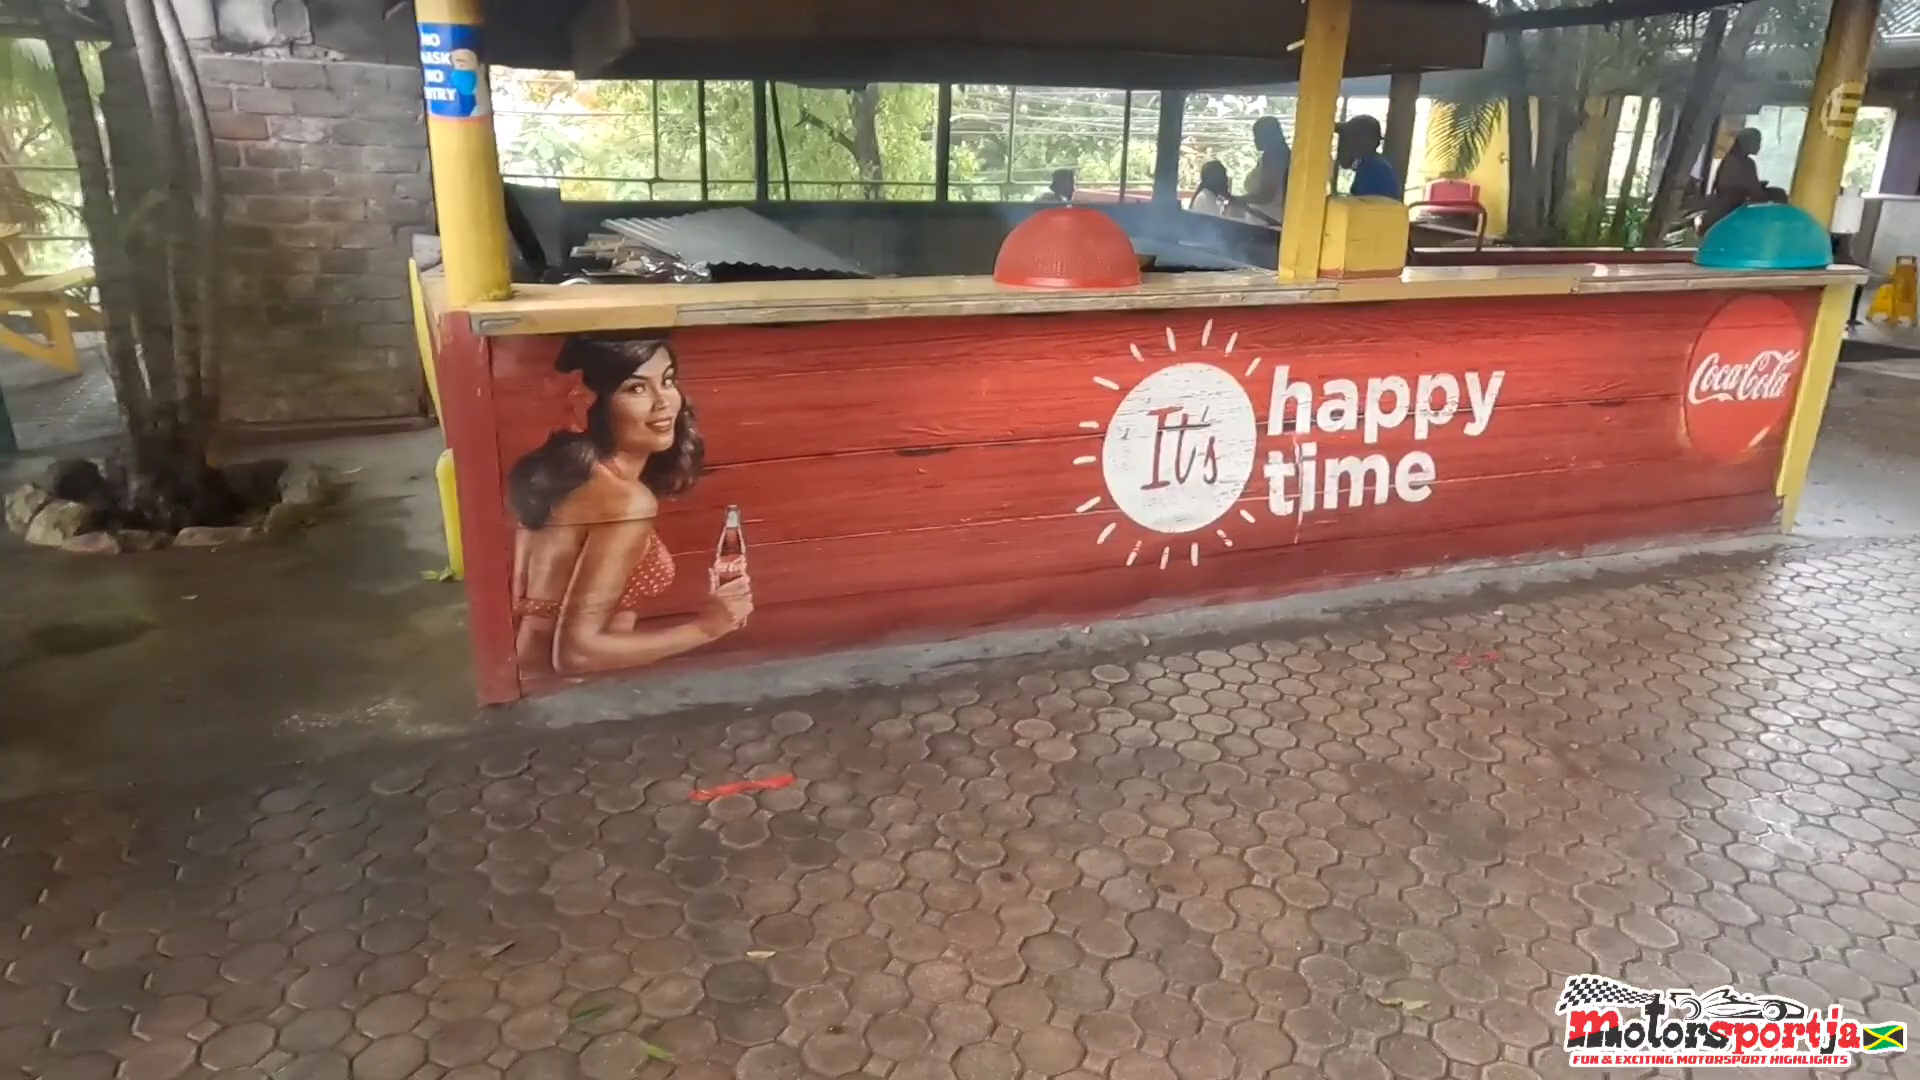 NO
MASK
NO
ENTRY
It's
happy
time
Coca-Cola
motorsportja
FUN & EXCITING MOTORSPORT HIGHLIGHTS